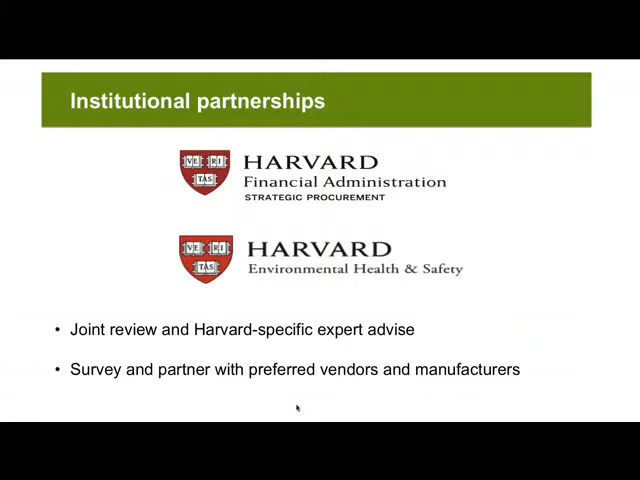 Institutional partnerships
VE RI
TAS
HARVARD
Financial Administration
STRATEGIC PROCUREMENT
VE RI
TAS
HARVARD
Environmental Health & Safety
• Joint review and Harvard-specific expert advise
• Survey and partner with preferred vendors and manufacturers